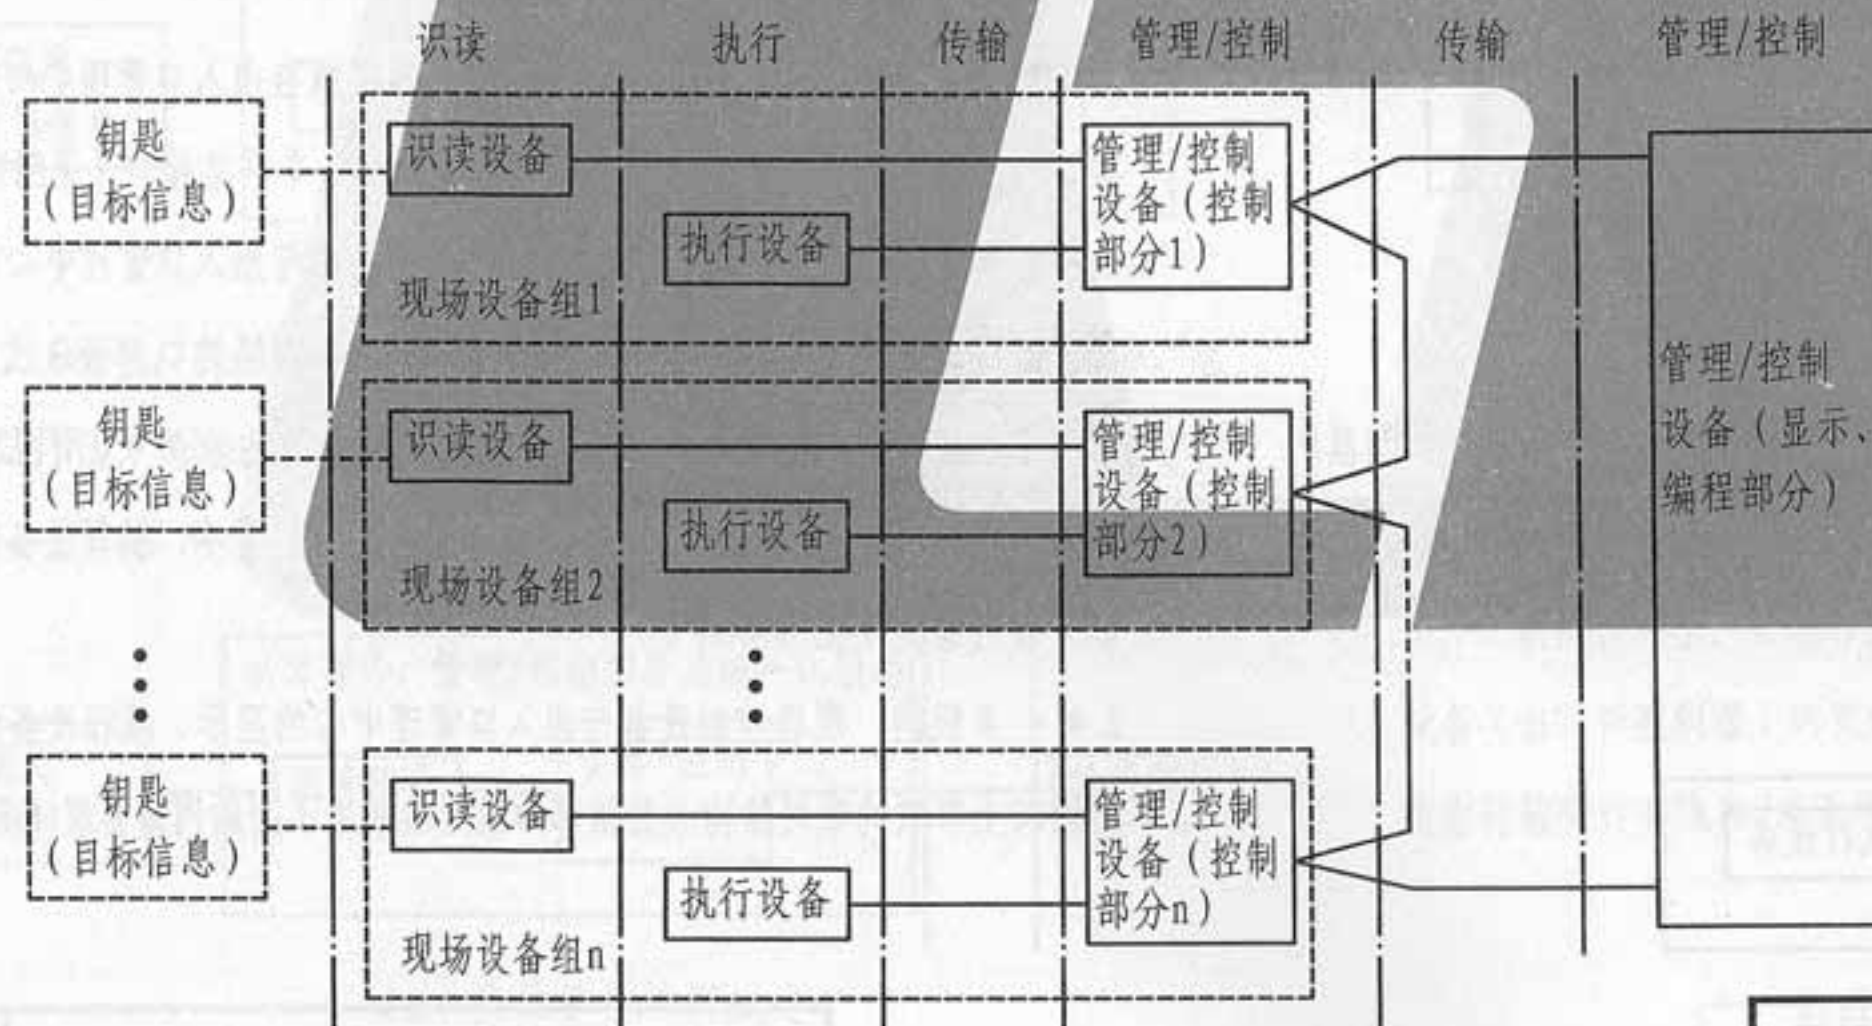 识读
执行
传输
管理/控制
传输
管理/控制
钥匙
(目标信息)
识读设备
执行设备
现场设备组1
管理/控制
设备(控制
部分1)
钥匙
(目标信息)
识读设备
执行设备
现场设备组2
管理/控制
设备(控制
部分2)
钥匙
(目标信息)
识读设备
执行设备
现场设备组n
管理/控制
设备(控制
部分n)
管理/控制
设备(显示、
编程部分)